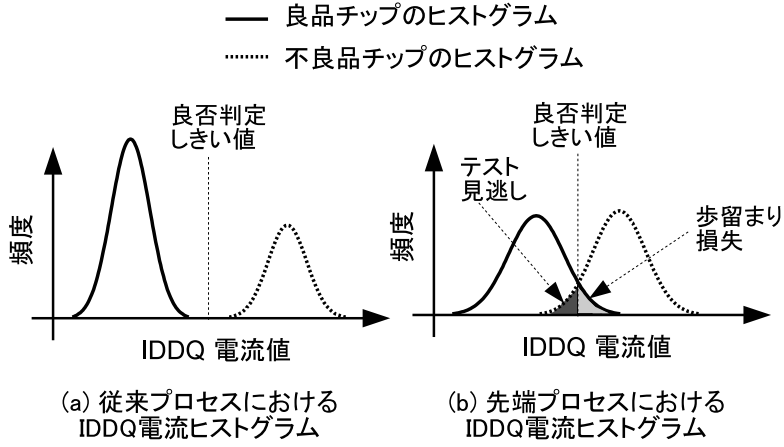 良品チップのヒストグラム
不良品チップのヒストグラム
良否判定
しきい値
頻度
IDDQ 電流値
(a) 従来プロセスにおける
IDDQ電流ヒストグラム
良否判定
しきい値
テスト
見逃し
歩留まり
損失
頻度
IDDQ 電流値
(b) 先端プロセスにおける
IDDQ電流ヒストグラム